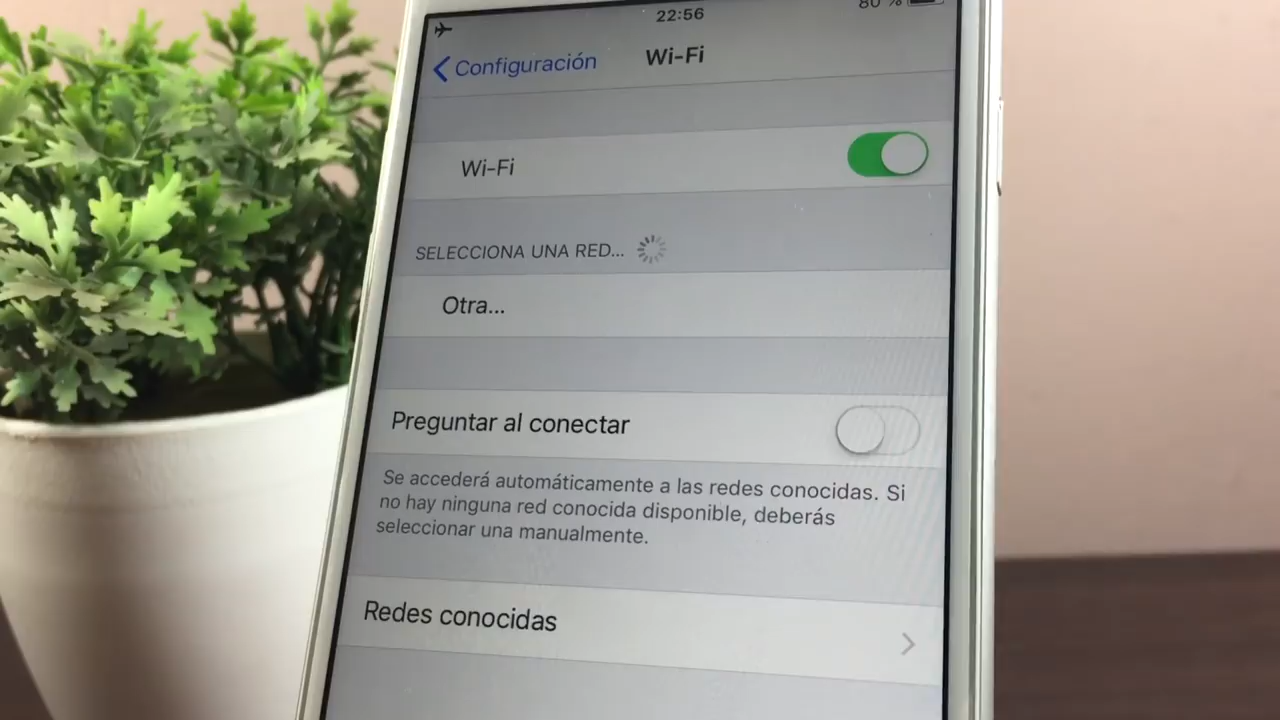 22:56
80 %
Configuración
Wi-Fi
Wi-Fi
SELECCIONA UNA RED...
Otra...
Preguntar al conectar
Se accederá automáticamente a las redes conocidas. Si
no hay ninguna red conocida disponible, deberás
seleccionar una manualmente.
Redes conocidas